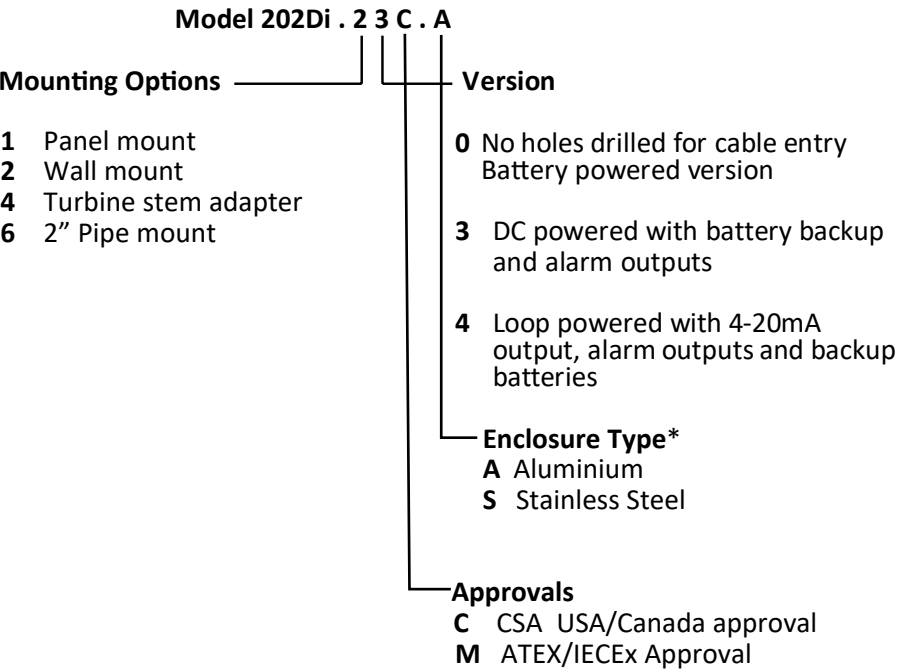 Model 202Di . 2 3 C . A
Mounting Options
1 Panel mount
2 Wall mount
4 Turbine stem adapter
6 2” Pipe mount
Version
0 No holes drilled for cable entry
Battery powered version
3 DC powered with battery backup
and alarm outputs
4 Loop powered with 4-20mA
output, alarm outputs and backup
batteries
Enclosure Type*
A Aluminium
S Stainless Steel
Approvals
C CSA USA/Canada approval
M ATEX/IECEx Approval